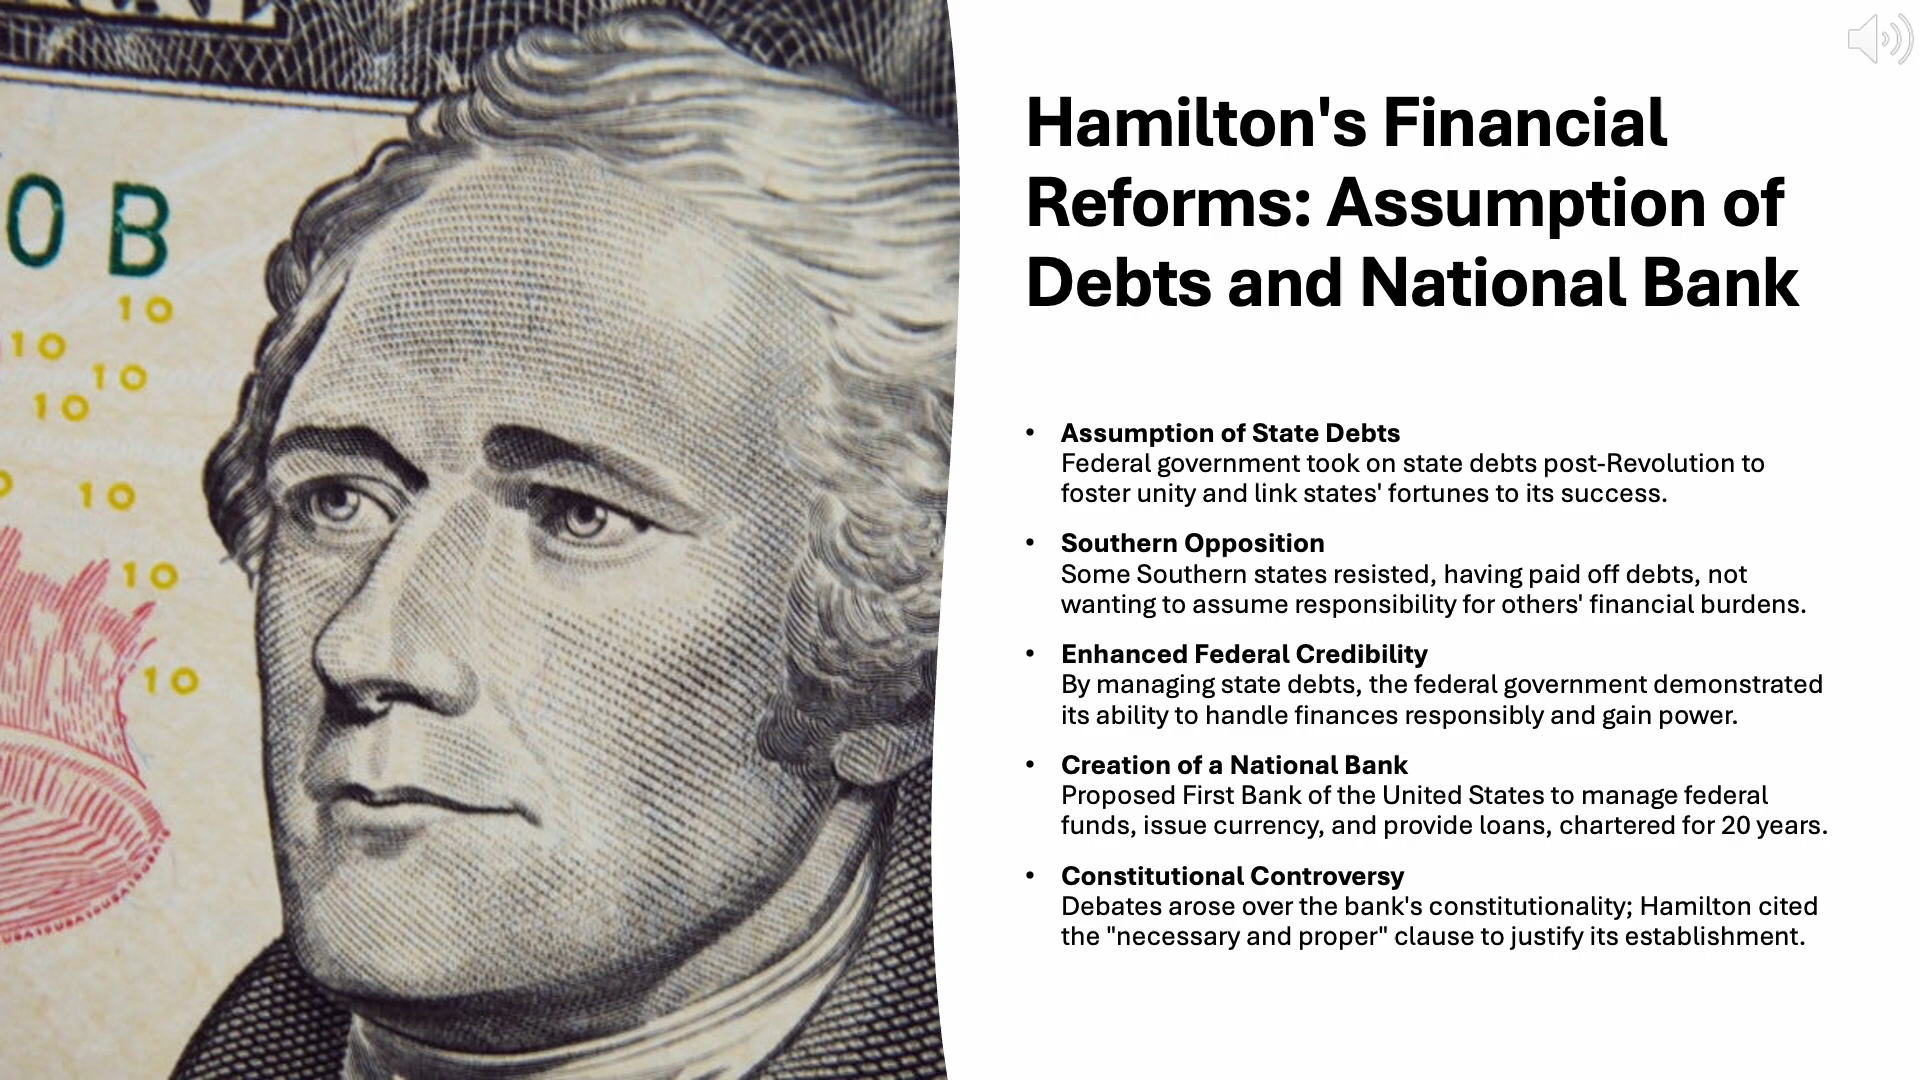 0 B
10
10
10
10
10
10
10
Hamilton's Financial
Reforms: Assumption of
Debts and National Bank
• Assumption of State Debts
Federal government took on state debts post-Revolution to
foster unity and link states' fortunes to its success.
• Southern Opposition
Some Southern states resisted, having paid off debts, not
wanting to assume responsibility for others' financial burdens.
• Enhanced Federal Credibility
By managing state debts, the federal government demonstrated
its ability to handle finances responsibly and gain power.
• Creation of a National Bank
Proposed First Bank of the United States to manage federal
funds, issue currency, and provide loans, chartered for 20 years.
• Constitutional Controversy
Debates arose over the bank's constitutionality; Hamilton cited
the "necessary and proper" clause to justify its establishment.